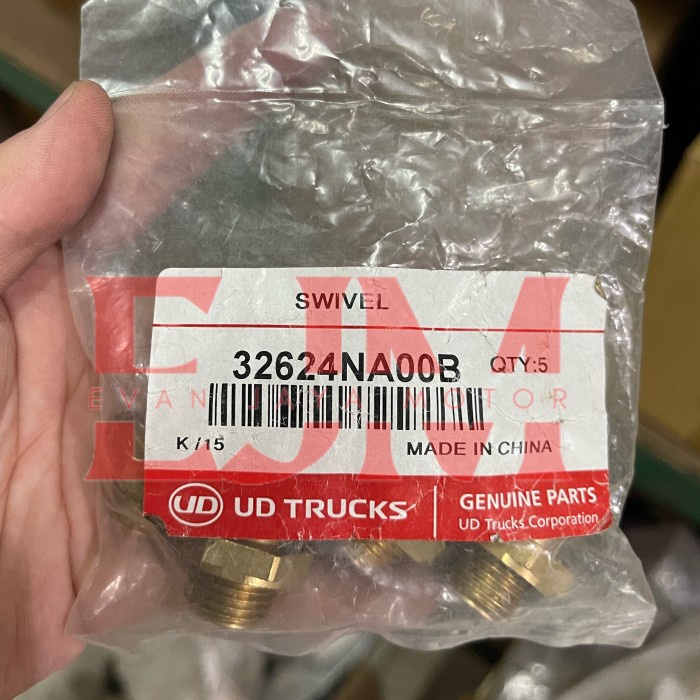 SWIVEL
32624NA00B QTY:5
EJM
EVAN JAYA MOTOR
K/15 MADE IN CHINA
UD UD TRUCKS GENUINE PARTS
UD Trucks Corporation